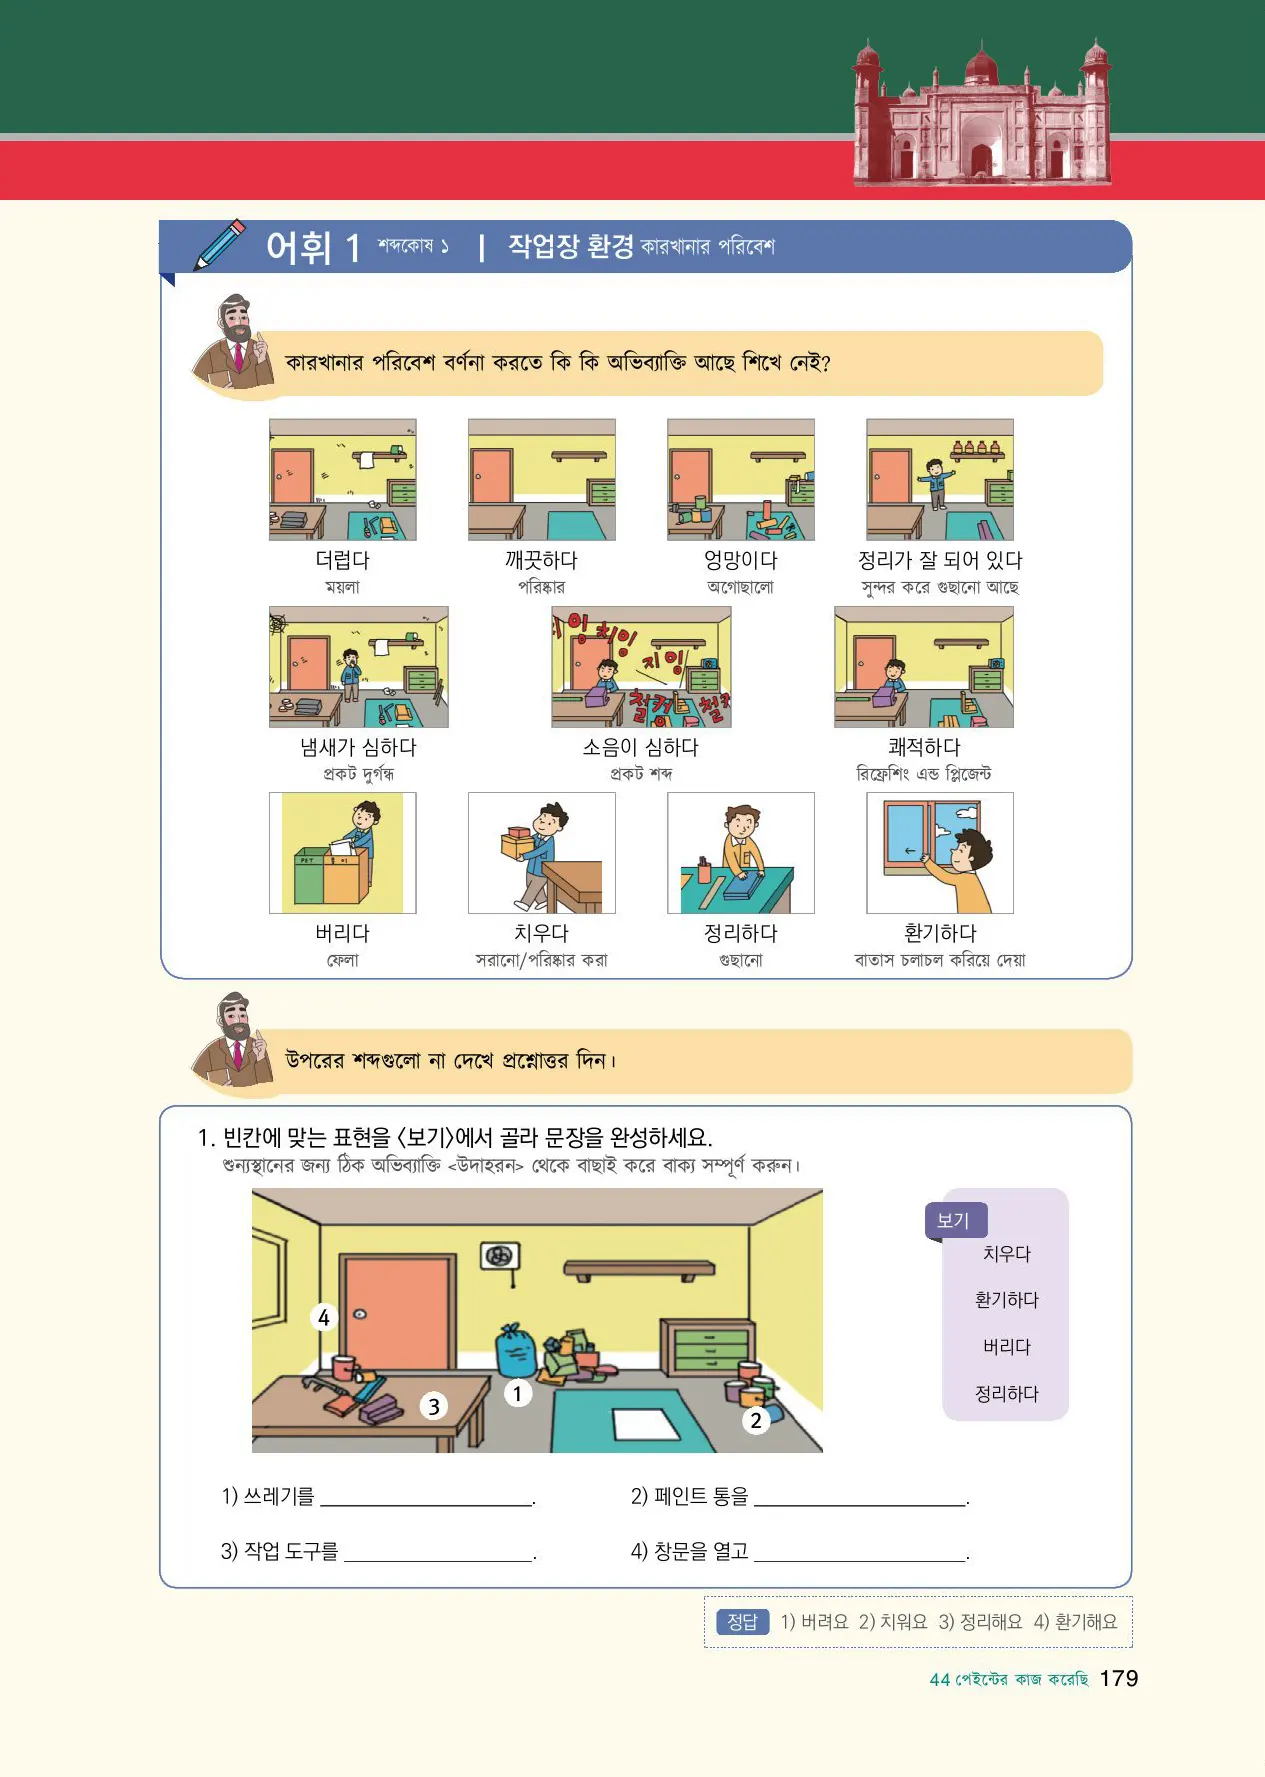 어휘 1 শব্দকোষ ১ | 작업장 환경 কারখানার পরিবেশ
কারখানার পরিবেশ বর্ণনা করতে কি কি অভিব্যাক্তি আছে শিখে নেই?
더럽다 깨끗하다 엉망이다 정리가 잘 되어 있다
ময়লা পরিষ্কার অগোছালো সুন্দর করে গুছানো আছে
지잉 치잉
지잉
철컥 철커
냄새가 심하다 소음이 심하다 쾌적하다
প্রকট দুর্গন্ধ প্রকট শব্দ রিফ্রেশিং এন্ড প্লিজেন্ট
PET 종이
버리다 치우다 정리하다 환기하다
ফেলা সরানো/পরিষ্কার করা গুছানো বাতাস চলাচল করিয়ে দেয়া
উপরের শব্দগুলো না দেখে প্রশ্নোত্তর দিন।
1. 빈칸에 맞는 표현을 〈보기〉에서 골라 문장을 완성하세요.
শুন্যস্থানের জন্য ঠিক অভিব্যাক্তি <উদাহরন> থেকে বাছাই করে বাক্য সম্পূর্ণ করুন।
보기
치우다
환기하다
버리다
정리하다
4
1
3
2
1) 쓰레기를 ____________________. 2) 페인트 통을 ____________________.
3) 작업 도구를 __________________. 4) 창문을 열고 ____________________.
정답 1) 버려요 2) 치워요 3) 정리해요 4) 환기해요
44 পেইন্টের কাজ করেছি 179